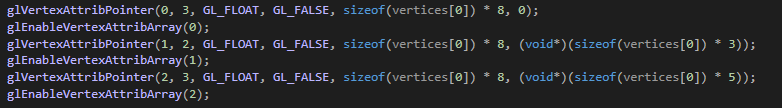 glVertexAttribPointer(0, 3, GL_FLOAT, GL_FALSE, sizeof(vertices[0]) * 8, 0);
glEnableVertexAttribArray(0);
glVertexAttribPointer(1, 2, GL_FLOAT, GL_FALSE, sizeof(vertices[0]) * 8, (void*)(sizeof(vertices[0]) * 3));
glEnableVertexAttribArray(1);
glVertexAttribPointer(2, 3, GL_FLOAT, GL_FALSE, sizeof(vertices[0]) * 8, (void*)(sizeof(vertices[0]) * 5));
glEnableVertexAttribArray(2);